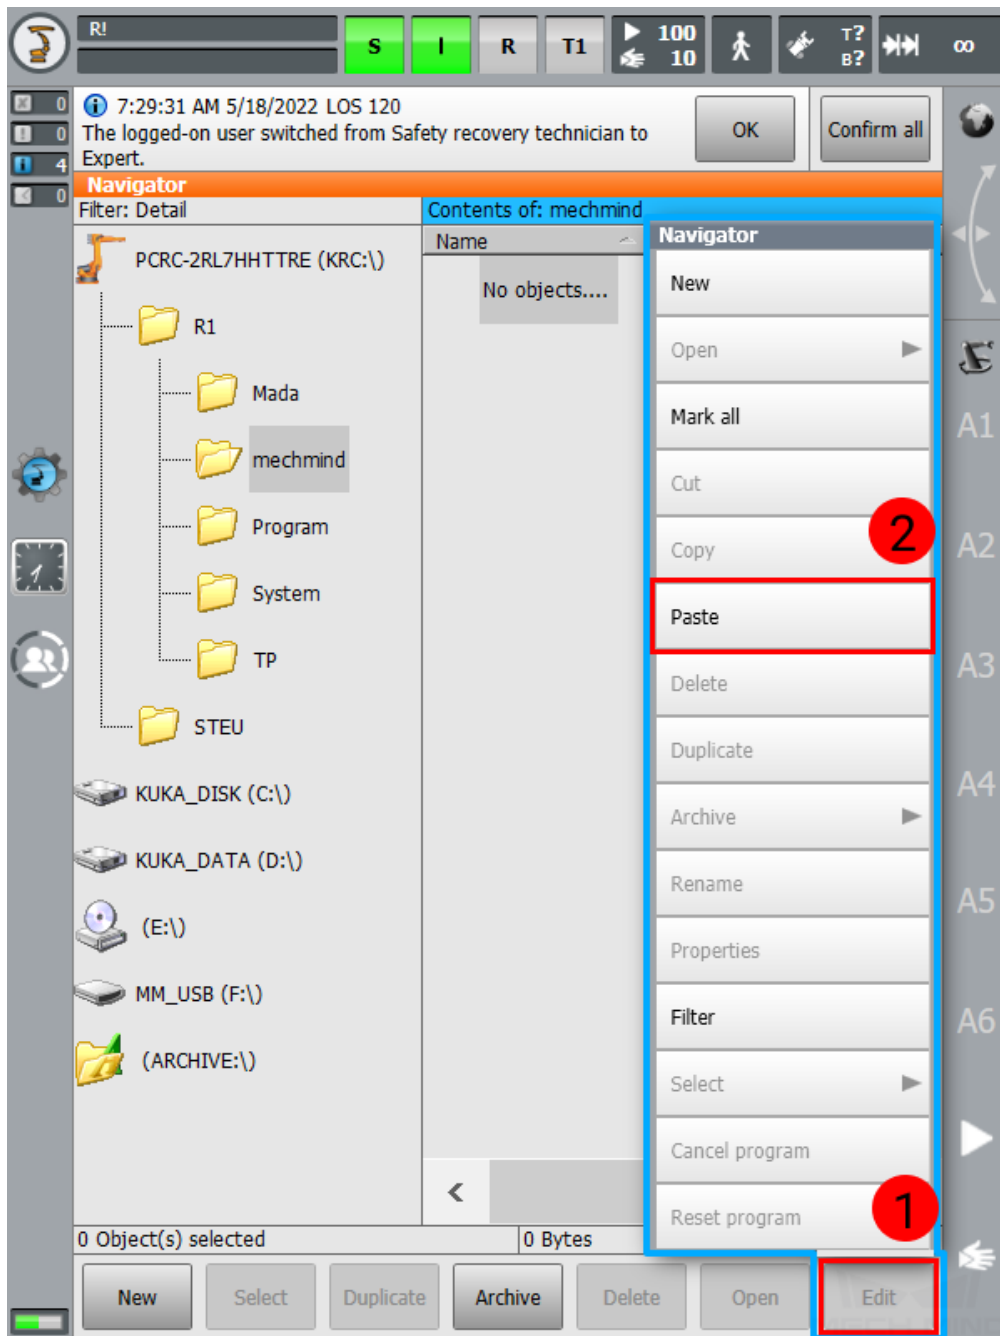 R!
S
I
R
T1
100
10
T?
B?
∞
0
0
4
0
7:29:31 AM 5/18/2022 LOS 120
The logged-on user switched from Safety recovery technician to
Expert.
OK
Confirm all
Navigator
Filter: Detail
Contents of: mechmind
Name
No objects....
PCRC-2RL7HHTTRE (KRC:\)
R1
Mada
mechmind
Program
System
TP
STEU
KUKA_DISK (C:\)
KUKA_DATA (D:\)
(E:\)
MM_USB (F:\)
(ARCHIVE:\)
Navigator
New
Open
Mark all
Cut
Copy
2
Paste
Delete
Duplicate
Archive
Rename
Properties
Filter
Select
Cancel program
Reset program
1
A1
A2
A3
A4
A5
A6
0 Object(s) selected
0 Bytes
New
Select
Duplicate
Archive
Delete
Open
Edit